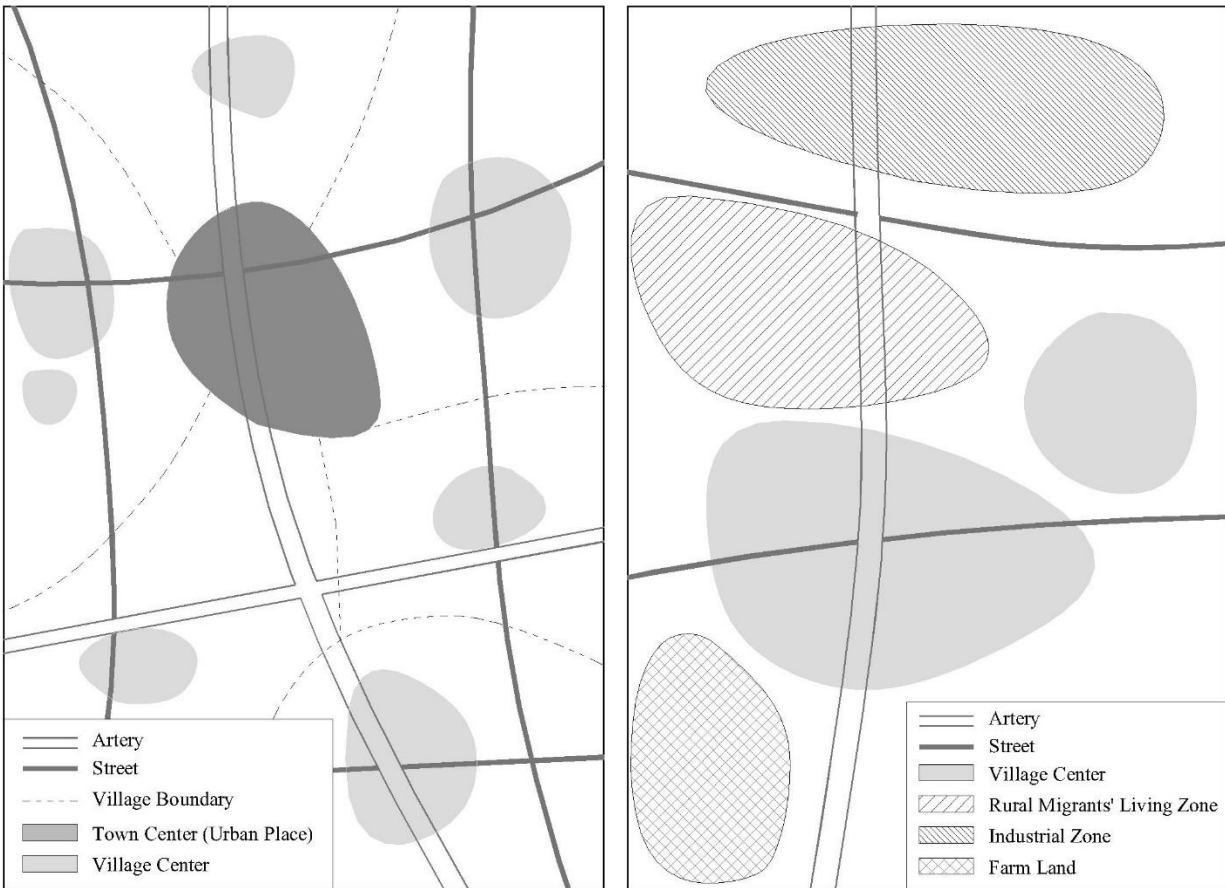 Artery
Street
Village Boundary
Town Center (Urban Place)
Village Center
Artery
Street
Village Center
Rural Migrants' Living Zone
Industrial Zone
Farm Land